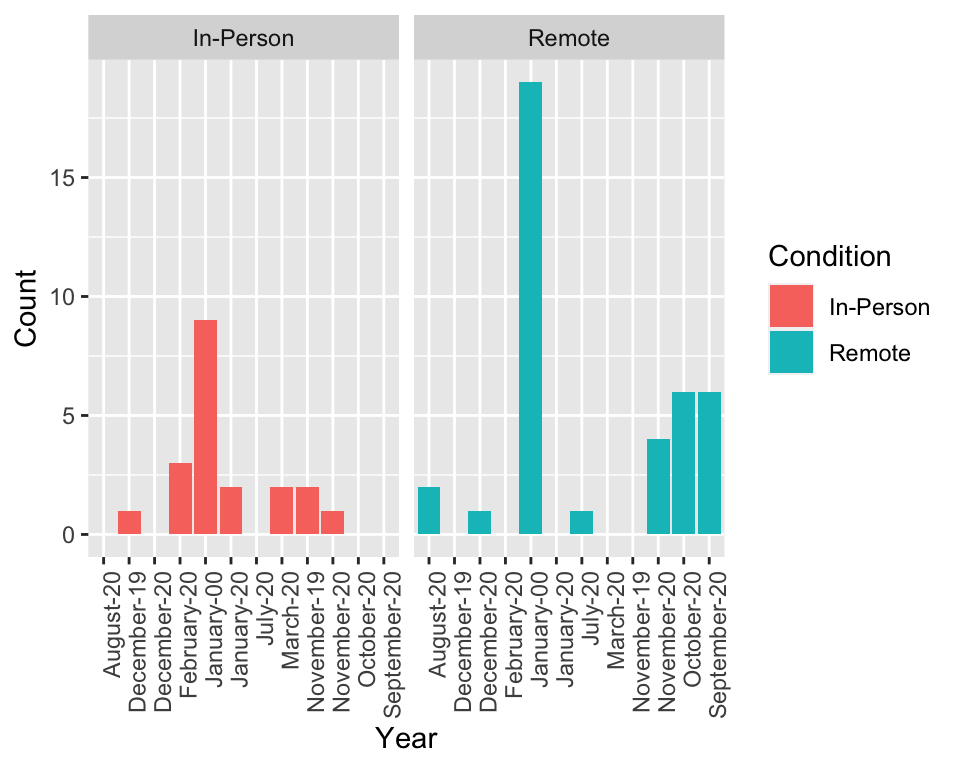 In-Person
Remote
15
10
5
0
Count
August-20
December-19
December-20
February-20
January-00
January-20
July-20
March-20
November-19
November-20
October-20
September-20
August-20
December-19
December-20
February-20
January-00
January-20
July-20
March-20
November-19
November-20
October-20
September-20
Year
Condition
In-Person
Remote